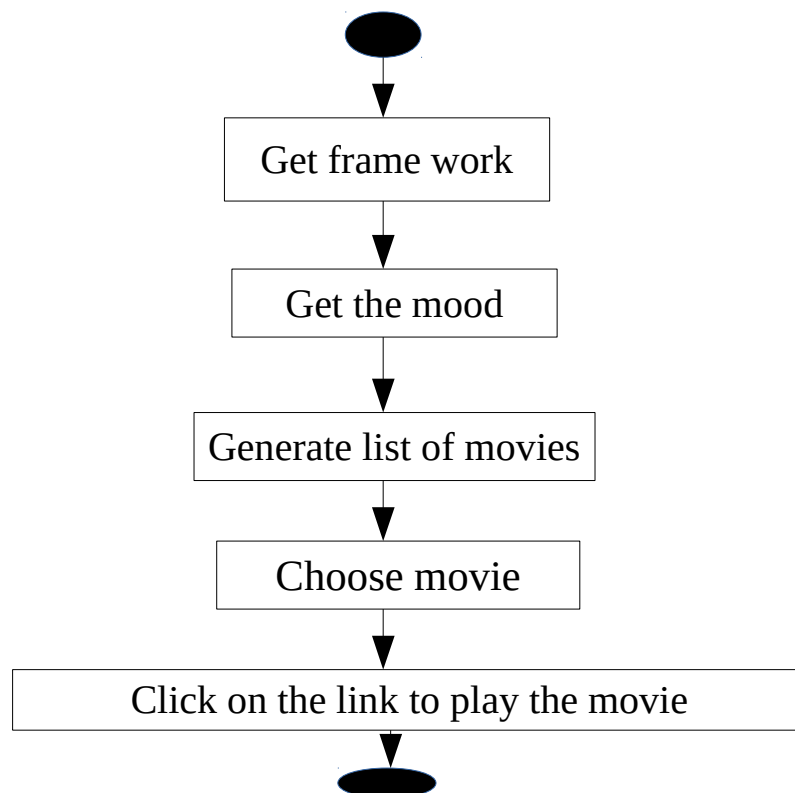 Get frame work
Get the mood
Generate list of movies
Choose movie
Click on the link to play the movie